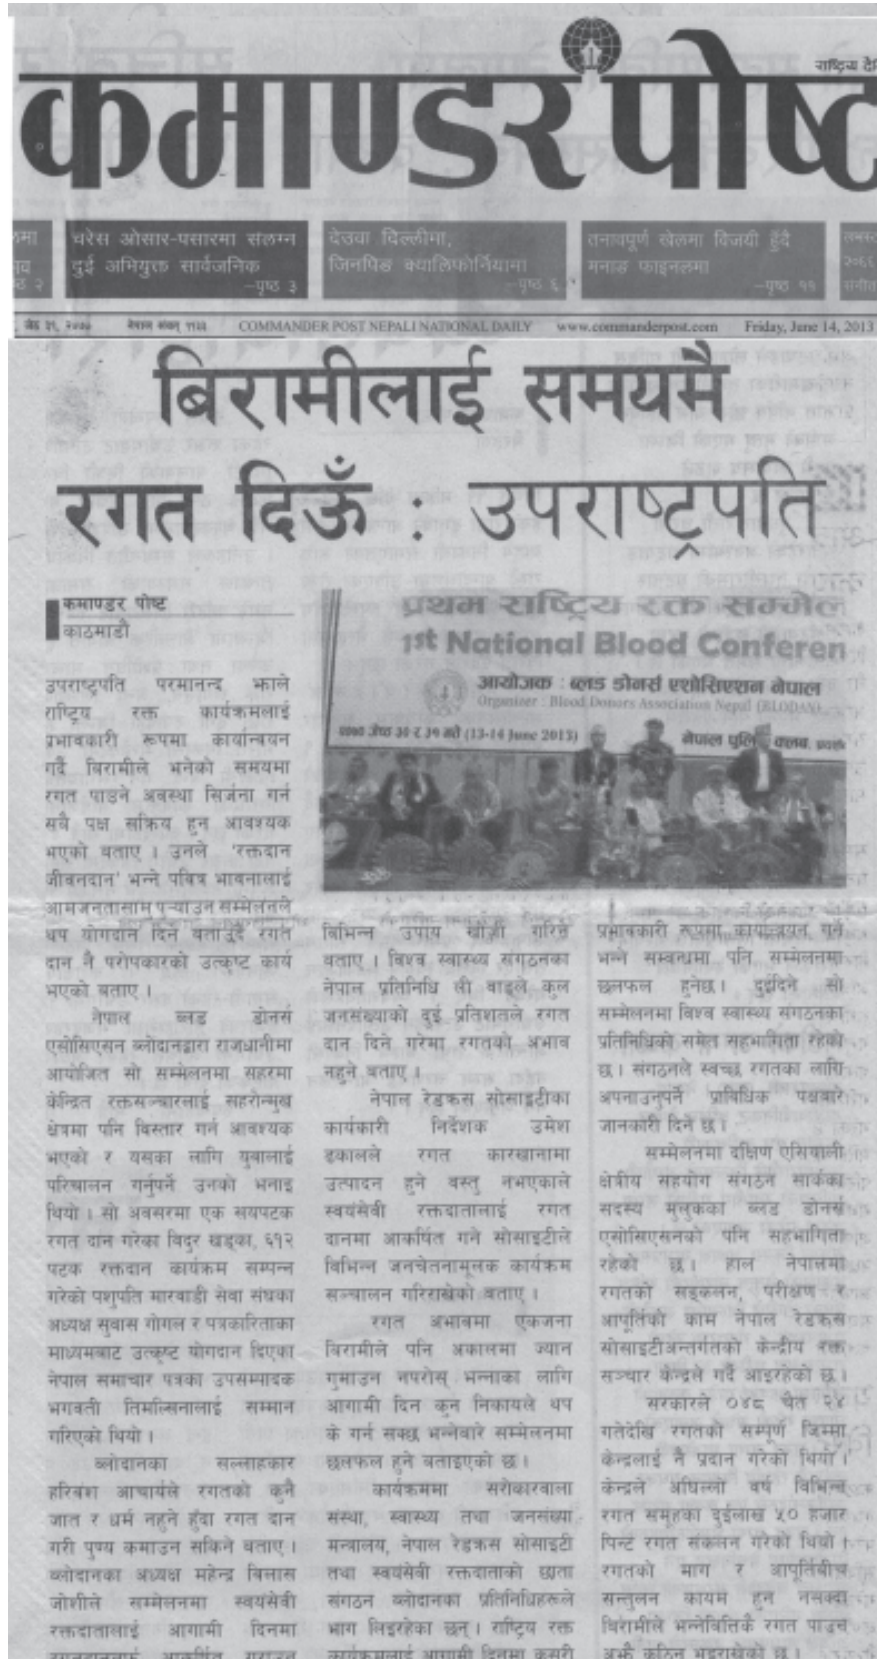 राष्ट्रिय
कमाण्डर पोष्ट
चरेस ओसार-पसारमा संलग्न
दुई अभियुक्त सार्वजनिक
–पृष्ठ ३
देउवा दिल्लीमा,
जिनपिङ क्यालिफोर्नियामा
–पृष्ठ ६
तनावपूर्ण खेलमा विजयी हुँदै
मनाङ फाइनलमा
–पृष्ठ ११
जेठ ३१, २०७० नेपाल संवत् ११३३ COMMANDER POST NEPALI NATIONAL DAILY www.commanderpost.com Friday, June 14, 2013
बिरामीलाई समयमै
रगत दिऊँ : उपराष्ट्रपति
कमाण्डर पोष्ट
काठमाडौ
उपराष्ट्रपति परमानन्द झाले
राष्ट्रिय रक्त कार्यक्रमलाई
प्रभावकारी रूपमा कार्यान्वयन
गर्दै बिरामीले भनेको समयमा
रगत पाउने अवस्था सिर्जना गर्न
सबै पक्ष सक्रिय हुन आवश्यक
भएको बताए । उनले 'रक्तदान
जीवनदान' भन्ने पवित्र भावनालाई
आमजनतासाम पुऱ्याउन सम्मेलनले
थप योगदान दिने बताउँदै रगत
दान नै परोपकारको उत्कृष्ट कार्य
भएको बताए ।
नेपाल ब्लड डोनर्स
एसोसिएसन ब्लोदानद्वारा राजधानीमा
आयोजित सो सम्मेलनमा सहरमा
केन्द्रित रक्तसञ्चारलाई सहरोन्मुख
क्षेत्रमा पनि विस्तार गर्न आवश्यक
भएको र यसका लागि युवालाई
परिचालन गर्नुपर्ने उनको भनाइ
थियो । सो अवसरमा एक सयपटक
रगत दान गरेका विदुर खड्का, ६१२
पटक रक्तदान कार्यक्रम सम्पन्न
गरेको पशुपति मारवाडी सेवा संघका
अध्यक्ष सुवास गोगल र पत्रकारिताका
माध्यमबाट उत्कृष्ट योगदान दिएका
नेपाल समाचार पत्रका उपसम्पादक
भगवती तिमल्सिनालाई सम्मान
गरिएको थियो ।
ब्लोदानका सल्लाहकार
हरिवंश आचार्यले रगतको कुनै
जात र धर्म नहुने हुँदा रगत दान
गरी पुण्य कमाउन सकिने बताए ।
ब्लोदानका अध्यक्ष महेन्द्र बिलास
जोशीले सम्मेलनमा स्वयंसेवी
रक्तदातालाई आगामी दिनमा
प्रथम राष्ट्रिय रक्त सम्मेल
1st National Blood Conferen
आयोजक : ब्लड डोनर्स एशोसिएशन नेपाल
Organizer : Blood Donors Association Nepal (BLODAN)
२०७० जेष्ठ ३० र ३१ गते (13-14 June 2013) नेपाल पुलि क्लब,
विभिन्न उपाय खोजी गरिने
बताए । विश्व स्वास्थ्य संगठनका
नेपाल प्रतिनिधि ली वाङ्ले कुल
जनसंख्याको दुई प्रतिशतले रगत
दान दिने गरेमा रगतको अभाव
नहुने बताए ।
नेपाल रेडक्रस सोसाइटीका
कार्यकारी निर्देशक उमेश
ढकालले रगत कारखानामा
उत्पादन हुने वस्तु नभएकाले
स्वयंसेवी रक्तदातालाई रगत
दानमा आकर्षित गर्न सोसाइटीले
विभिन्न जनचेतनामूलक कार्यक्रम
सञ्चालन गरिराखेको बताए ।
रगत अभावमा एकजना
बिरामीले पनि अकालमा ज्यान
गुमाउन नपरोस् भन्नाका लागि
आगामी दिन कुन निकायले थप
के गर्न सक्छ भन्नेबारे सम्मेलनमा
छलफल हुने बताइएको छ ।
कार्यक्रममा सरोकारवाला
संस्था, स्वास्थ्य तथा जनसंख्या
मन्त्रालय, नेपाल रेडक्रस सोसाइटी
तथा स्वयंसेवी रक्तदाताको छाता
संगठन ब्लोदानका प्रतिनिधिहरूले
भाग लिइरहेका छन् । राष्ट्रिय रक्त
कार्यक्रमलाई आगामी दिनमा कसरी
प्रभावकारी रूपमा कार्यान्वयन गर्ने
भन्ने सम्बन्धमा पनि सम्मेलनमा
छलफल हुनेछ । दुईदिने सो
सम्मेलनमा विश्व स्वास्थ्य संगठनका
प्रतिनिधिको समेत सहभागिता रहेको
छ । संगठनले स्वच्छ रगतका लागि
अपनाउनुपर्ने प्राविधिक पक्षबारे
जानकारी दिने छ ।
सम्मेलनमा दक्षिण एसियाली
क्षेत्रीय सहयोग संगठन सार्कका
सदस्य मुलुकका ब्लड डोनर्स
एसोसिएसनको पनि सहभागिता
रहेको छ । हाल नेपालमा
रगतको सङ्कलन, परीक्षण र
आपूर्तिको काम नेपाल रेडक्रस
सोसाइटीअन्तर्गतको केन्द्रीय रक्त
सञ्चार केन्द्रले गर्दै आइरहेको छ ।
सरकारले ०४८ चैत २४
गतेदेखि रगतको सम्पूर्ण जिम्मा
केन्द्रलाई नै प्रदान गरेको थियो ।
केन्द्रले अघिल्लो वर्ष विभिन्न
रगत समूहका दुईलाख ५० हजार
पिन्ट रगत संकलन गरेको थियो ।
रगतको माग र आपूर्तिबीच
सन्तुलन कायम हुन नसक्दा
बिरामीले भनेबित्तिकै रगत पाउन
अझै कठिन भइराखेको छ ।